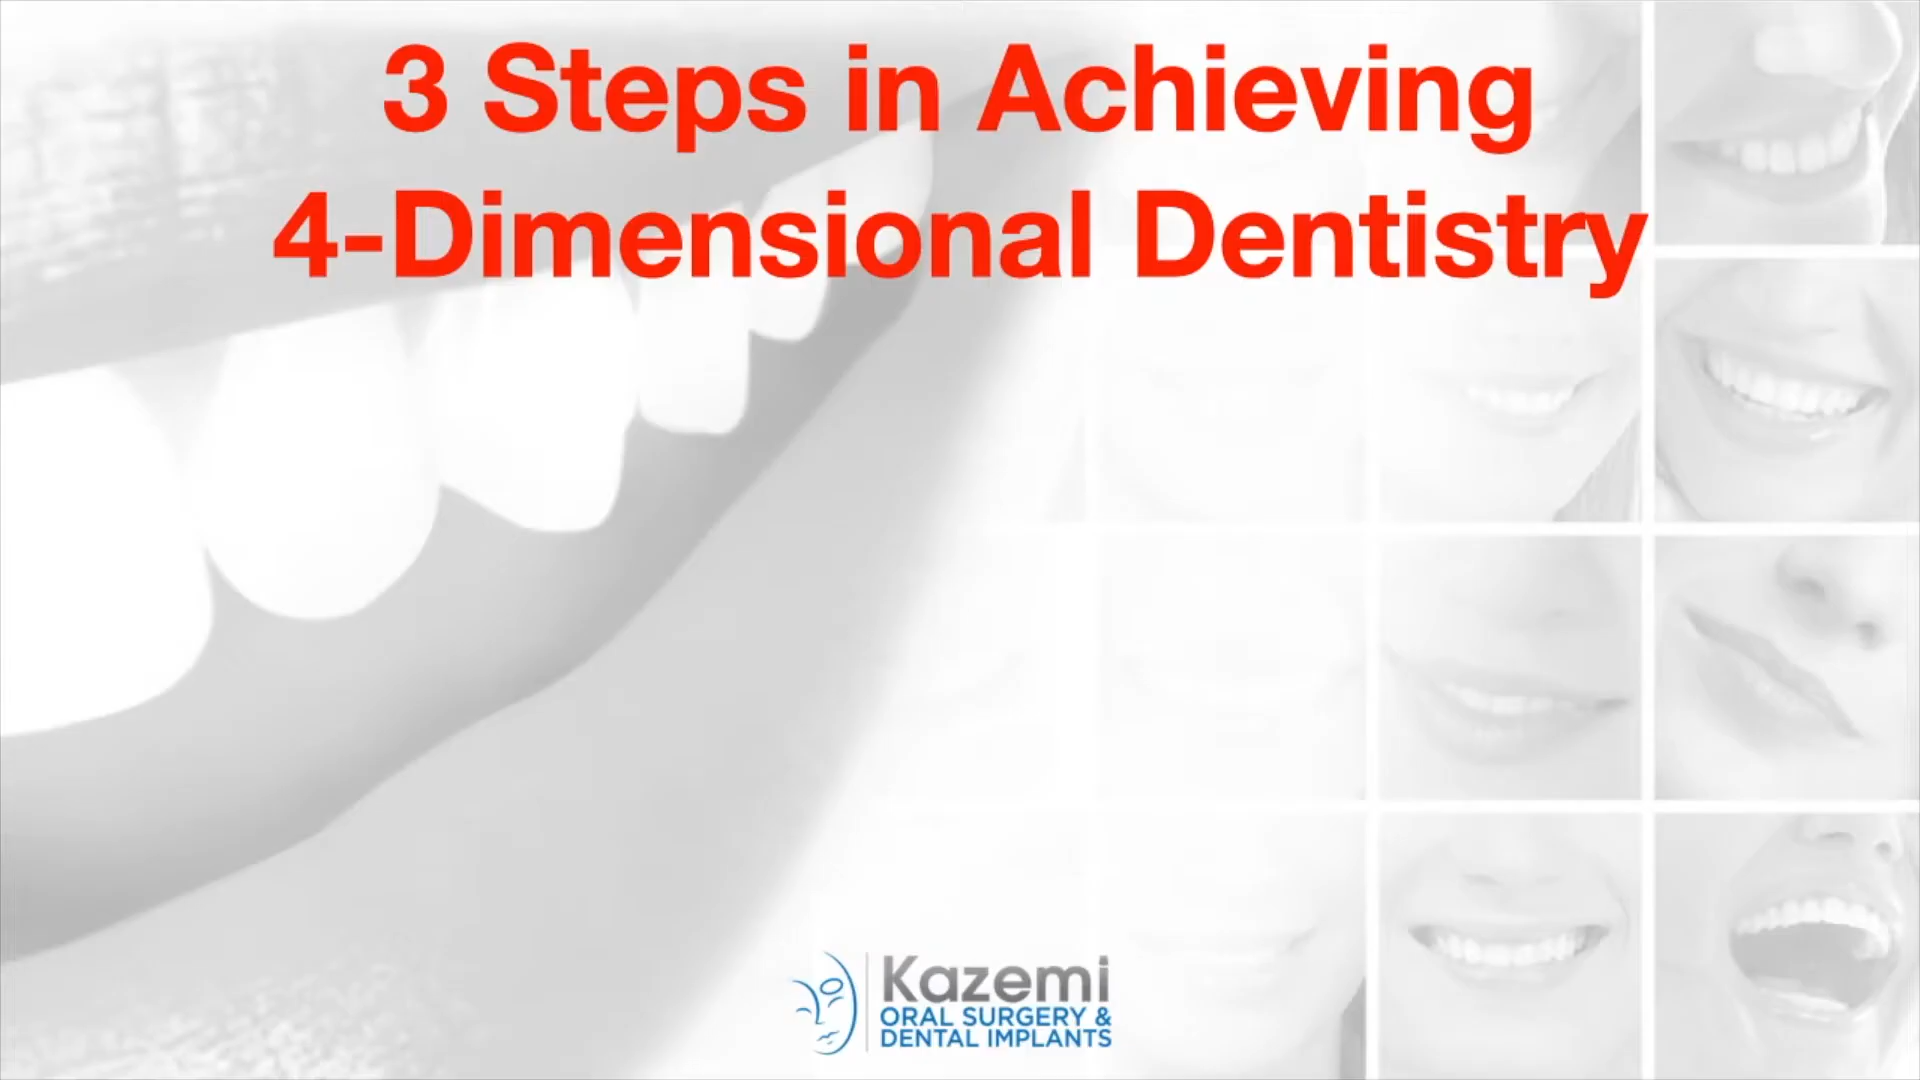 3 Steps in Achieving
4-Dimensional Dentistry
Kazemi
ORAL SURGERY &
DENTAL IMPLANTS